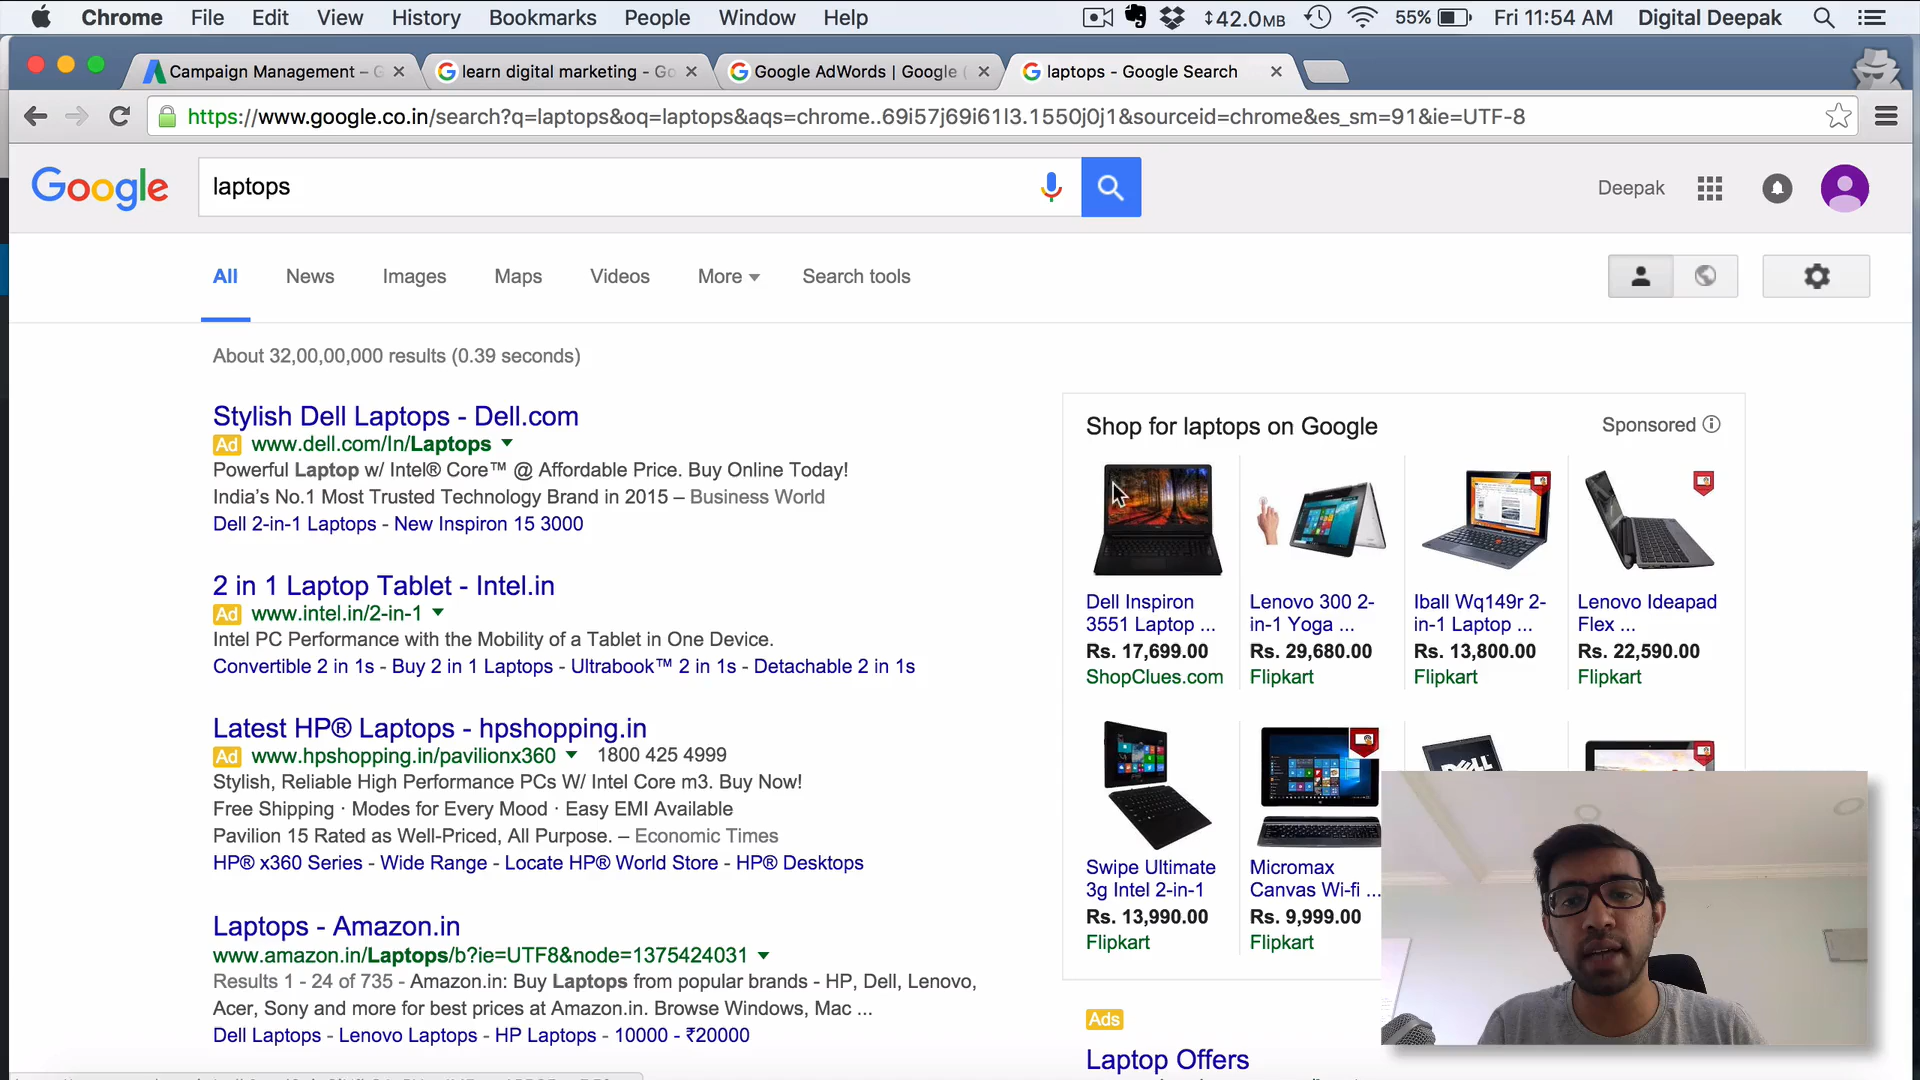 Chrome File Edit View History Bookmarks People Window Help
↕42.0MB 55% Fri 11:54 AM Digital Deepak
Campaign Management – G
learn digital marketing - Go
Google AdWords | Google (
laptops - Google Search
https://www.google.co.in/search?q=laptops&oq=laptops&aqs=chrome..69i57j69i61l3.1550j0j1&sourceid=chrome&es_sm=91&ie=UTF-8
Google
laptops
Deepak
All News Images Maps Videos More Search tools
About 32,00,00,000 results (0.39 seconds)
Stylish Dell Laptops - Dell.com
Ad www.dell.com/In/Laptops
Powerful Laptop w/ Intel® Core™ @ Affordable Price. Buy Online Today!
India's No.1 Most Trusted Technology Brand in 2015 – Business World
Dell 2-in-1 Laptops - New Inspiron 15 3000
2 in 1 Laptop Tablet - Intel.in
Ad www.intel.in/2-in-1
Intel PC Performance with the Mobility of a Tablet in One Device.
Convertible 2 in 1s - Buy 2 in 1 Laptops - Ultrabook™ 2 in 1s - Detachable 2 in 1s
Latest HP® Laptops - hpshopping.in
Ad www.hpshopping.in/pavilionx360 1800 425 4999
Stylish, Reliable High Performance PCs W/ Intel Core m3. Buy Now!
Free Shipping · Modes for Every Mood · Easy EMI Available
Pavilion 15 Rated as Well-Priced, All Purpose. – Economic Times
HP® x360 Series - Wide Range - Locate HP® World Store - HP® Desktops
Laptops - Amazon.in
www.amazon.in/Laptops/b?ie=UTF8&node=1375424031
Results 1 - 24 of 735 - Amazon.in: Buy Laptops from popular brands - HP, Dell, Lenovo,
Acer, Sony and more for best prices at Amazon.in. Browse Windows, Mac ...
Dell Laptops - Lenovo Laptops - HP Laptops - 10000 - ₹20000
Shop for laptops on Google
Sponsored
Dell Inspiron
3551 Laptop ...
Rs. 17,699.00
ShopClues.com
Lenovo 300 2-
in-1 Yoga ...
Rs. 29,680.00
Flipkart
Iball Wq149r 2-
in-1 Laptop ...
Rs. 13,800.00
Flipkart
Lenovo Ideapad
Flex ...
Rs. 22,590.00
Flipkart
Swipe Ultimate
3g Intel 2-in-1
Rs. 13,990.00
Flipkart
Micromax
Canvas Wi-fi ...
Rs. 9,999.00
Flipkart
DELL
Ads
Laptop Offers